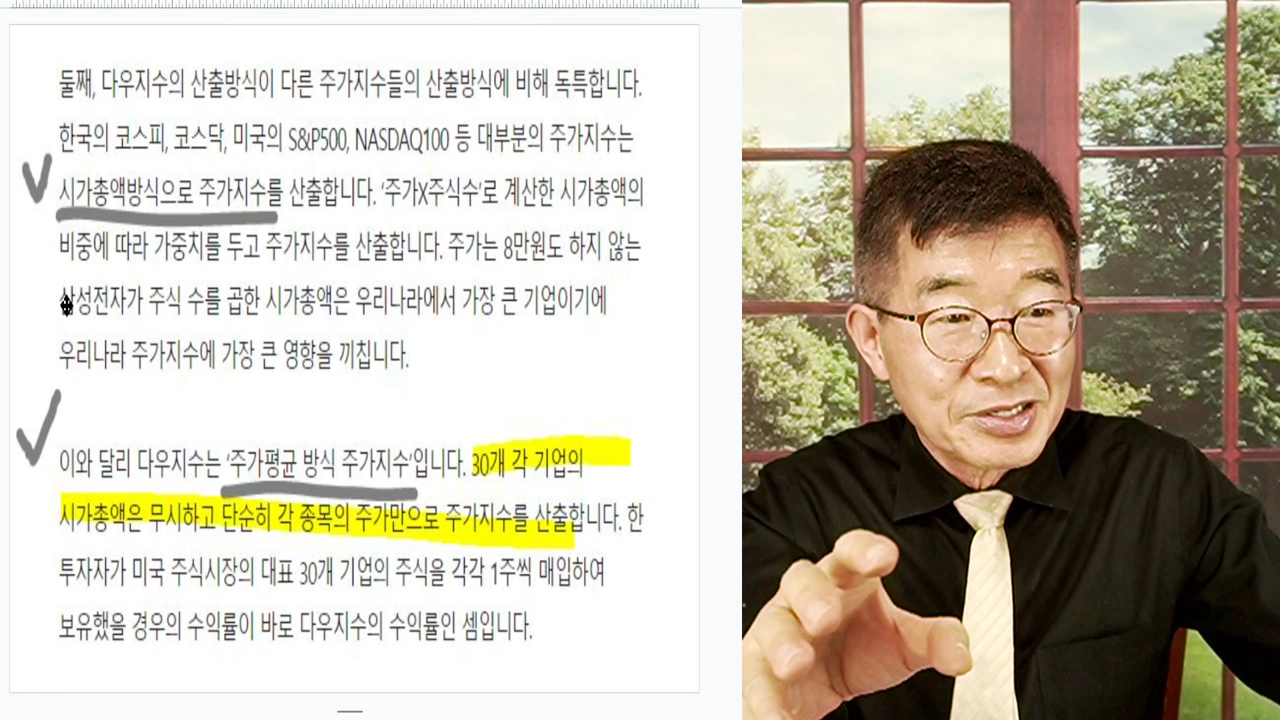 둘째, 다우지수의 산출방식이 다른 주가지수들의 산출방식에 비해 독특합니다.
한국의 코스피, 코스닥, 미국의 S&P500, NASDAQ100 등 대부분의 주가지수는
시가총액방식으로 주가지수를 산출합니다. '주가X주식수'로 계산한 시가총액의
비중에 따라 가중치를 두고 주가지수를 산출합니다. 주가는 8만원도 하지 않는
삼성전자가 주식 수를 곱한 시가총액은 우리나라에서 가장 큰 기업이기에
우리나라 주가지수에 가장 큰 영향을 끼칩니다.
이와 달리 다우지수는 '주가평균 방식 주가지수'입니다. 30개 각 기업의
시가총액은 무시하고 단순히 각 종목의 주가만으로 주가지수를 산출합니다. 한
투자자가 미국 주식시장의 대표 30개 기업의 주식을 각각 1주씩 매입하여
보유했을 경우의 수익률이 바로 다우지수의 수익률인 셈입니다.